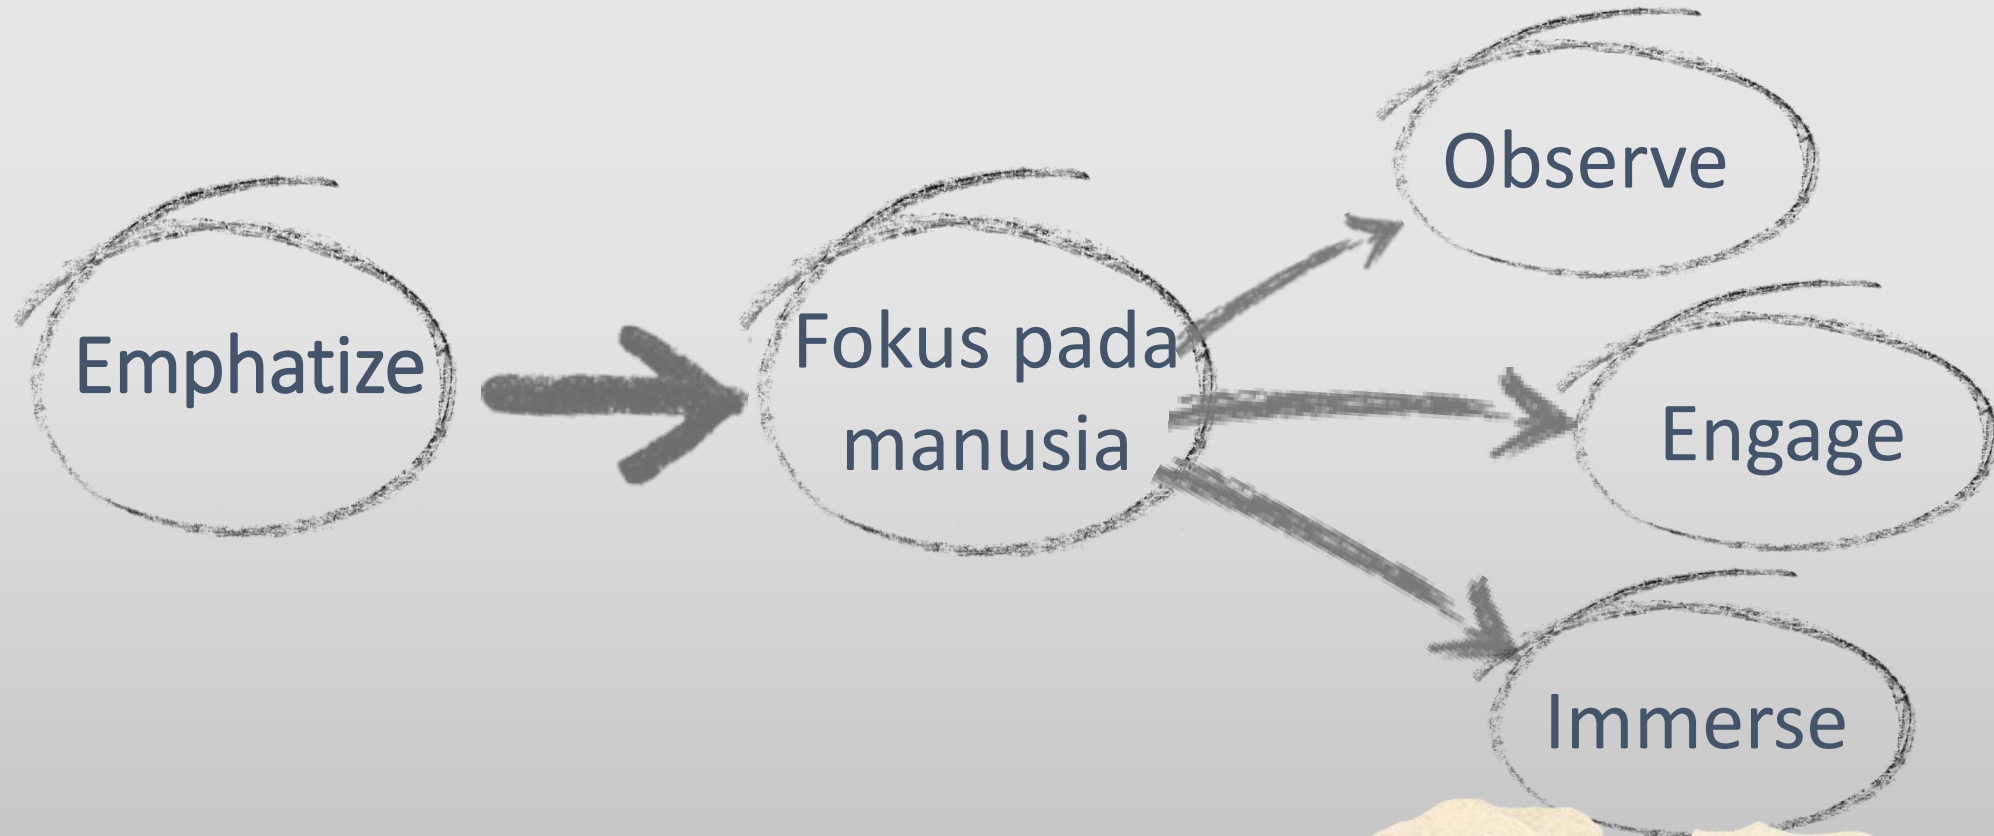 Emphatize
Fokus pada
manusia
Observe
Engage
Immerse